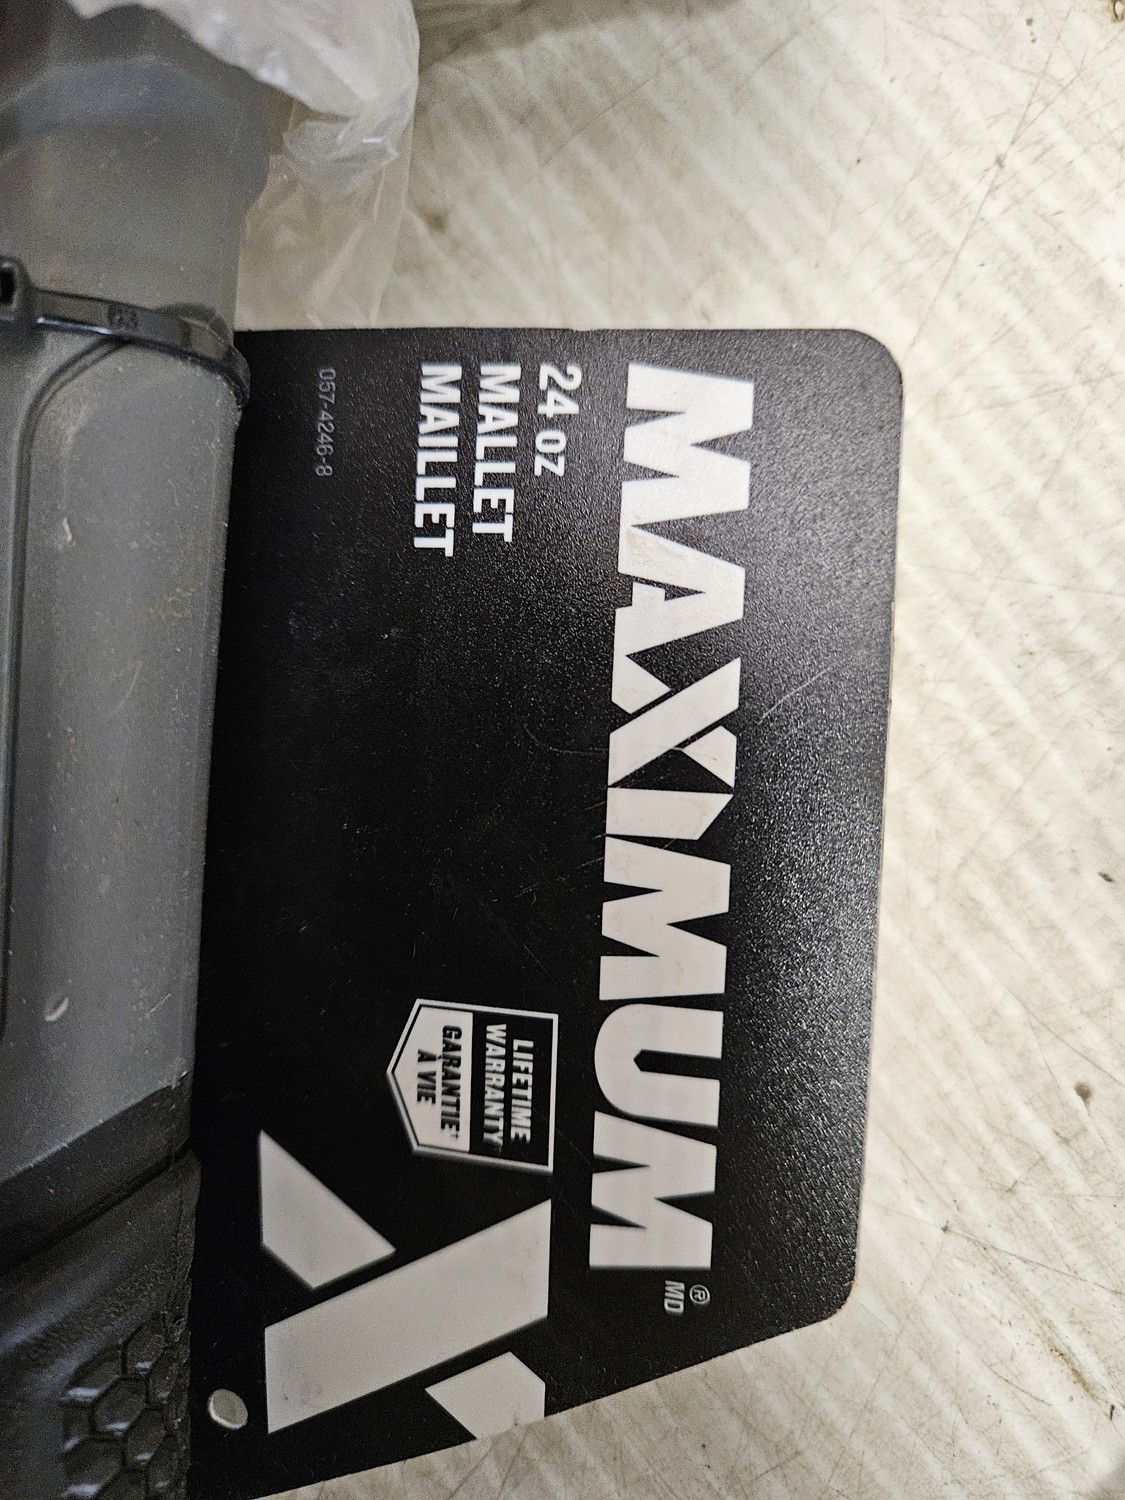 MAXIMUM® MD
24 OZ
MALLET
MAILLET
057-4246-8
LIFETIME
WARRANTY†
GARANTIE†
À VIE